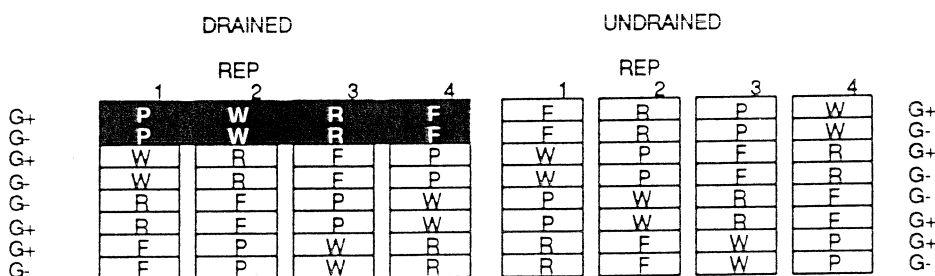 DRAINED UNDRAINED
REP REP
1 2 3 4 1 2 3 4
G+ P W R F F R P W G+
G- P W R F F R P W G-
G+ W R F P W P F R G+
G- W R F P W P F R G-
G- R F P W P W R F G-
G+ R F P W P W R F G+
G+ F P W R R F W P G+
G- F P W R R F W P G-